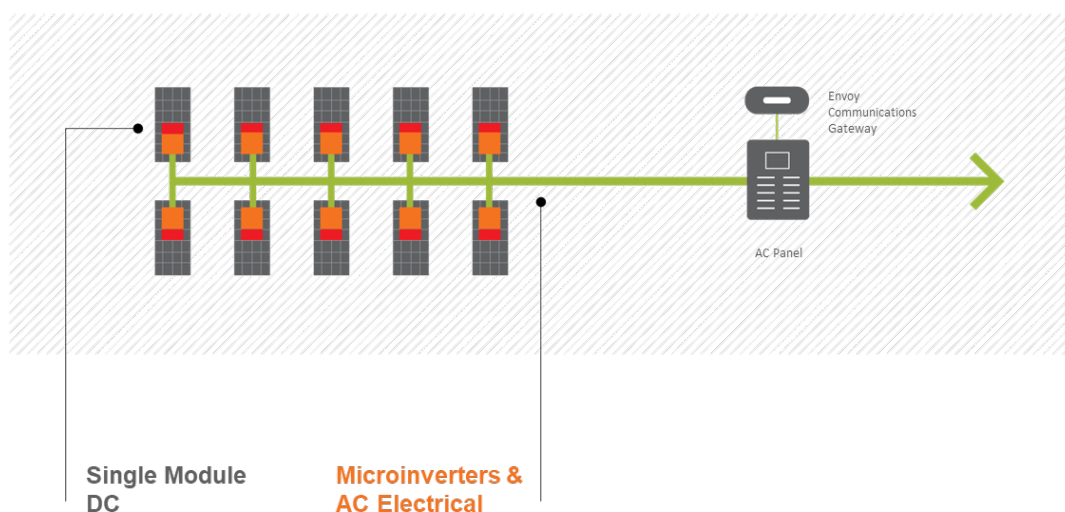 Envoy
Communications
Gateway
AC Panel
Single Module
DC
Microinverters &
AC Electrical